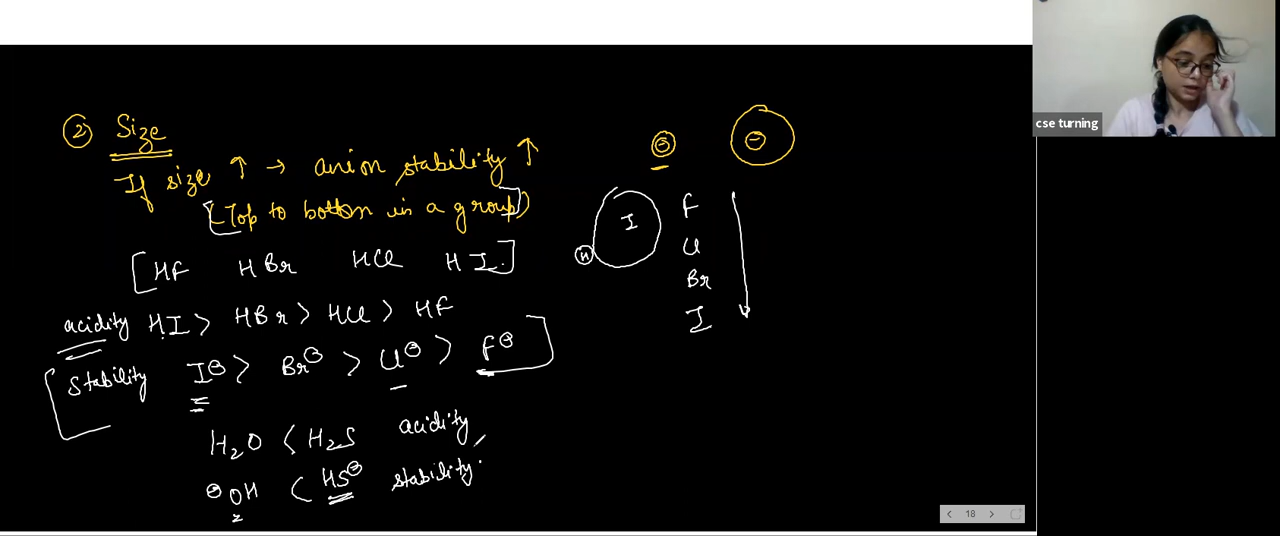 ② Size
If size ↑ → anion stability ↑
(Top to bottom in a group)
⊖ ⊖
[HF HBr HCl HI]
acidity HI > HBr > HCl > HF
Stability I⊖ > Br⊖ > Cl⊖ > F⊖
H₂O < H₂S acidity
⊖OH < HS⊖ stability
I
H
F
Cl
Br
I
cse turning
18